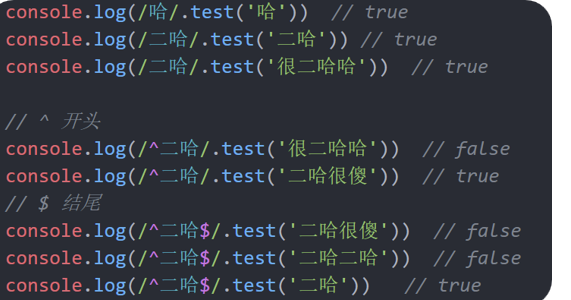 console.log(/哈/.test('哈'))  // true
console.log(/二哈/.test('二哈')) // true
console.log(/二哈/.test('很二哈哈'))  // true
// ^ 开头
console.log(/^二哈/.test('很二哈哈'))  // false
console.log(/^二哈/.test('二哈很傻'))  // true
// $ 结尾
console.log(/^二哈$/.test('二哈很傻'))  // false
console.log(/^二哈$/.test('二哈二哈'))  // false
console.log(/^二哈$/.test('二哈'))   // true